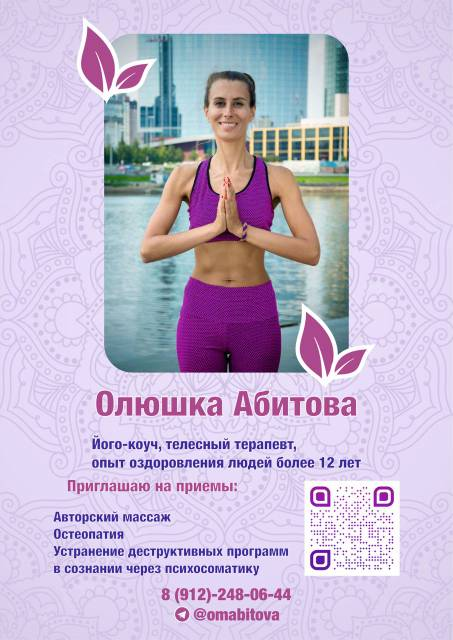 Олюшка Абитова
Його-коуч, телесный терапевт,
опыт оздоровления людей более 12 лет
Приглашаю на приемы:
Авторский массаж
Остеопатия
Устранение деструктивных программ
в сознании через психосоматику
8 (912)-248-06-44
@omabitova